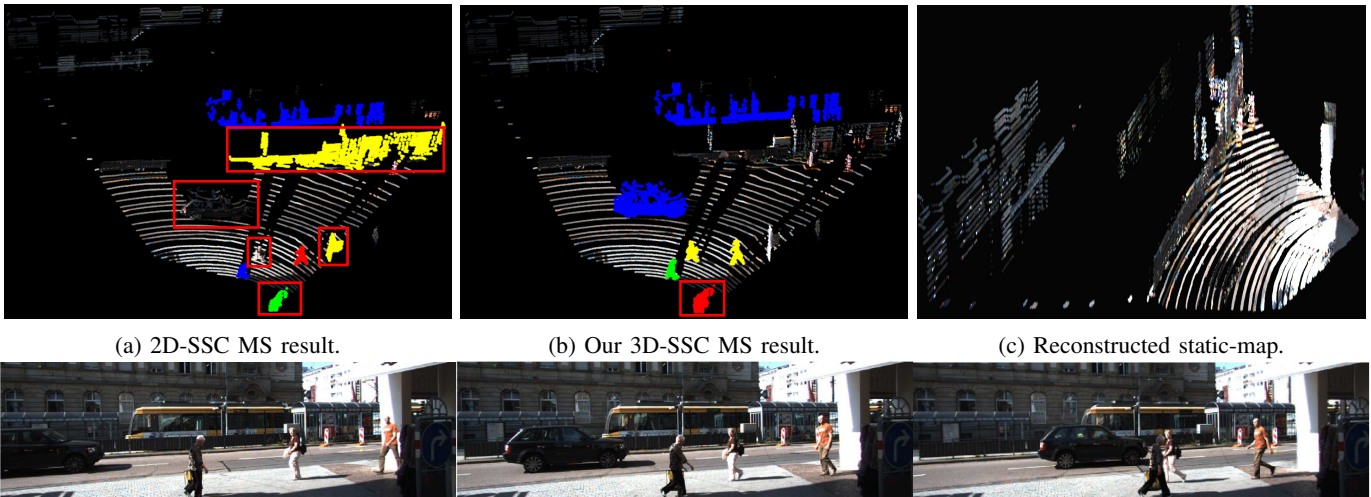 (a) 2D-SSC MS result.
(b) Our 3D-SSC MS result.
(c) Reconstructed static-map.